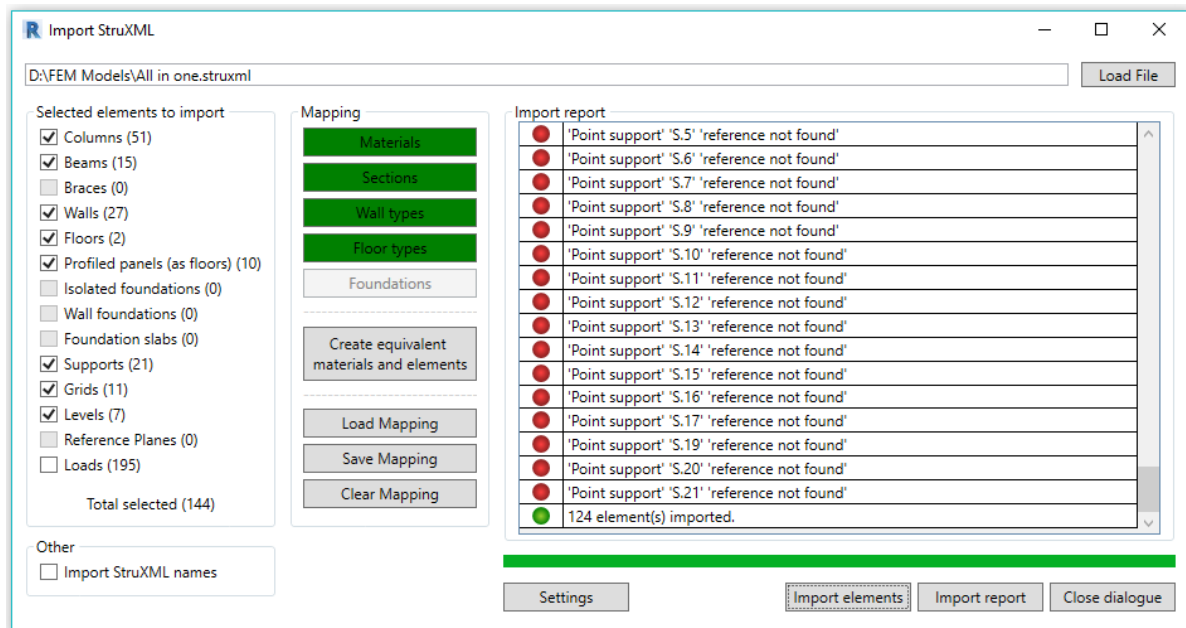 Import StruXML
D:\FEM Models\All in one.struxml
Load File
Selected elements to import
Columns (51)
Beams (15)
Braces (0)
Walls (27)
Floors (2)
Profiled panels (as floors) (10)
Isolated foundations (0)
Wall foundations (0)
Foundation slabs (0)
Supports (21)
Grids (11)
Levels (7)
Reference Planes (0)
Loads (195)
Total selected (144)
Other
Import StruXML names
Mapping
Materials
Sections
Wall types
Floor types
Foundations
Create equivalent
materials and elements
Load Mapping
Save Mapping
Clear Mapping
Import report
'Point support' 'S.5' 'reference not found'
'Point support' 'S.6' 'reference not found'
'Point support' 'S.7' 'reference not found'
'Point support' 'S.8' 'reference not found'
'Point support' 'S.9' 'reference not found'
'Point support' 'S.10' 'reference not found'
'Point support' 'S.11' 'reference not found'
'Point support' 'S.12' 'reference not found'
'Point support' 'S.13' 'reference not found'
'Point support' 'S.14' 'reference not found'
'Point support' 'S.15' 'reference not found'
'Point support' 'S.16' 'reference not found'
'Point support' 'S.17' 'reference not found'
'Point support' 'S.19' 'reference not found'
'Point support' 'S.20' 'reference not found'
'Point support' 'S.21' 'reference not found'
124 element(s) imported.
Settings
Import elements
Import report
Close dialogue